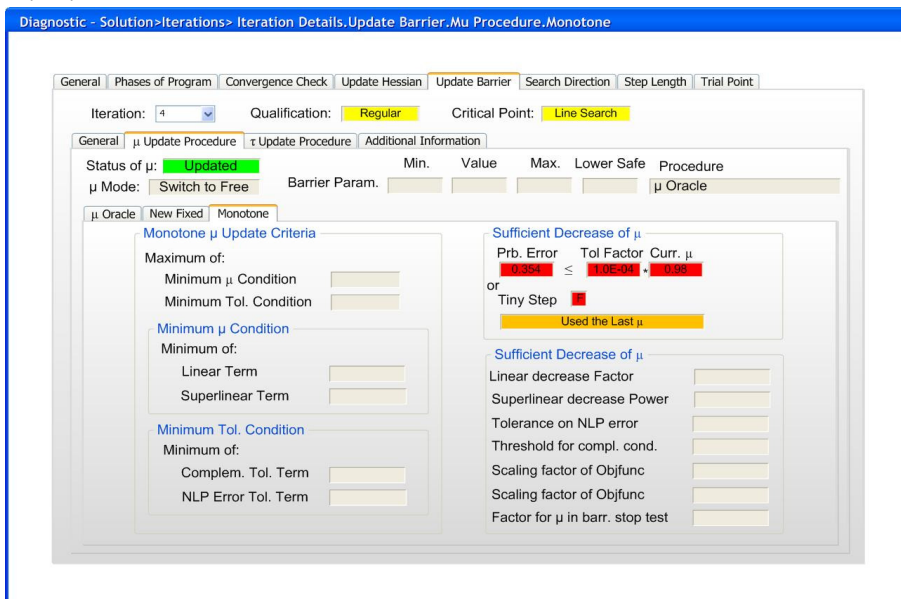 Diagnostic - Solution>Iterations> Iteration Details.Update Barrier.Mu Procedure.Monotone
General Phases of Program Convergence Check Update Hessian Update Barrier Search Direction Step Length Trial Point
Iteration: 4 Qualification: Regular Critical Point: Line Search
General μ Update Procedure τ Update Procedure Additional Information
Status of μ: Updated Min. Value Max. Lower Safe Procedure
μ Mode: Switch to Free Barrier Param. μ Oracle
μ Oracle New Fixed Monotone
Monotone μ Update Criteria
Maximum of:
Minimum μ Condition
Minimum Tol. Condition
Minimum μ Condition
Minimum of:
Linear Term
Superlinear Term
Minimum Tol. Condition
Minimum of:
Complem. Tol. Term
NLP Error Tol. Term
Sufficient Decrease of μ
Prb. Error Tol Factor Curr. μ
0.354 ≤ 1.0E-04 * 0.98
or
Tiny Step F
Used the Last μ
Sufficient Decrease of μ
Linear decrease Factor
Superlinear decrease Power
Tolerance on NLP error
Threshold for compl. cond.
Scaling factor of Objfunc
Scaling factor of Objfunc
Factor for μ in barr. stop test